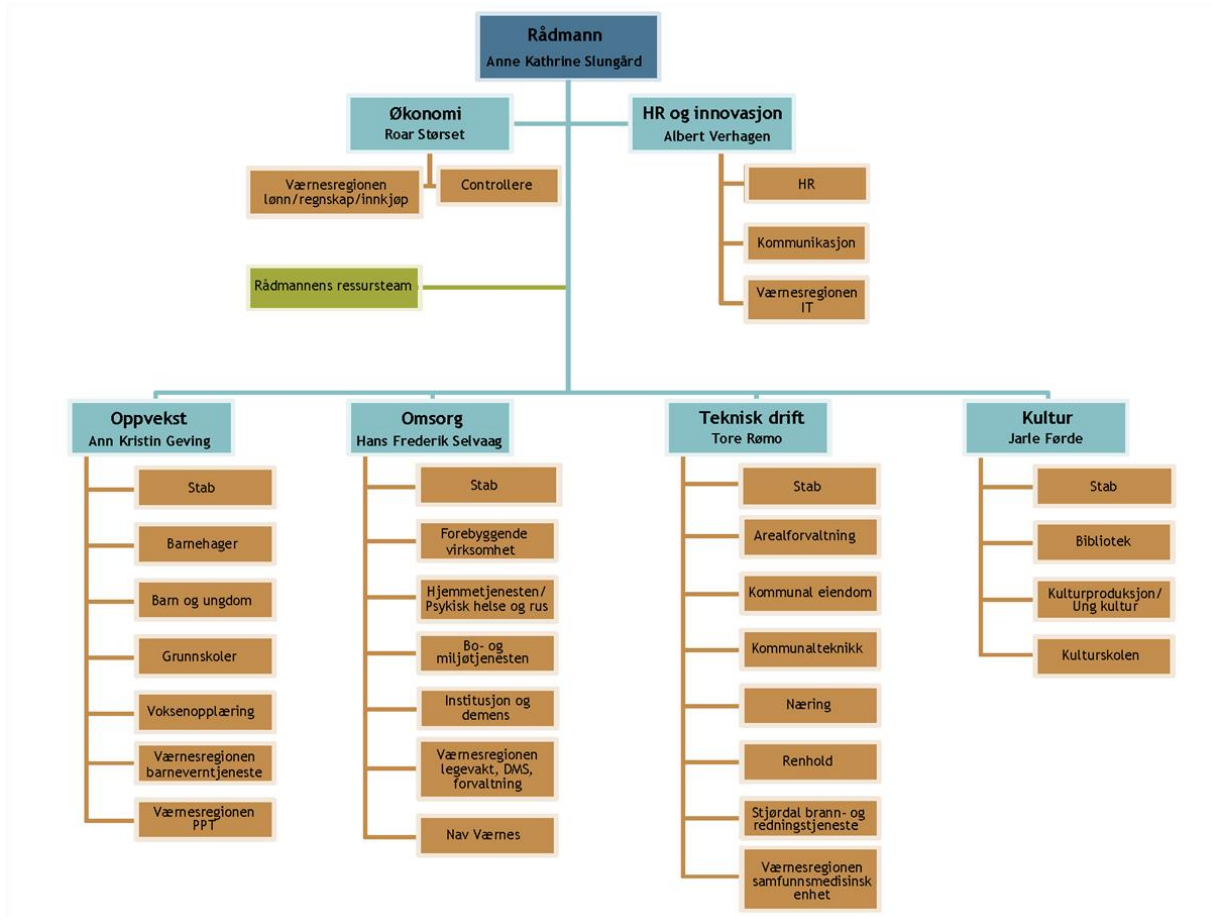 Rådmann
Anne Kathrine Slungård
Økonomi
Roar Størset
HR og innovasjon
Albert Verhagen
Værnesregionen
lønn/regnskap/innkjøp
Controllere
HR
Kommunikasjon
Værnesregionen
IT
Rådmannens ressursteam
Oppvekst
Ann Kristin Geving
Stab
Barnehager
Barn og ungdom
Grunnskoler
Voksenopplæring
Værnesregionen
barneverntjeneste
Værnesregionen
PPT
Omsorg
Hans Frederik Selvaag
Stab
Forebyggende
virksomhet
Hjemmetjenesten/
Psykisk helse og rus
Bo- og
miljøtjenesten
Institusjon og
demens
Værnesregionen
legevakt, DMS,
forvaltning
Nav Værnes
Teknisk drift
Tore Rømo
Stab
Arealforvaltning
Kommunal eiendom
Kommunalteknikk
Næring
Renhold
Stjørdal brann- og
redningstjeneste
Værnesregionen
samfunnsmedisinsk
enhet
Kultur
Jarle Førde
Stab
Bibliotek
Kulturproduksjon/
Ung kultur
Kulturskolen